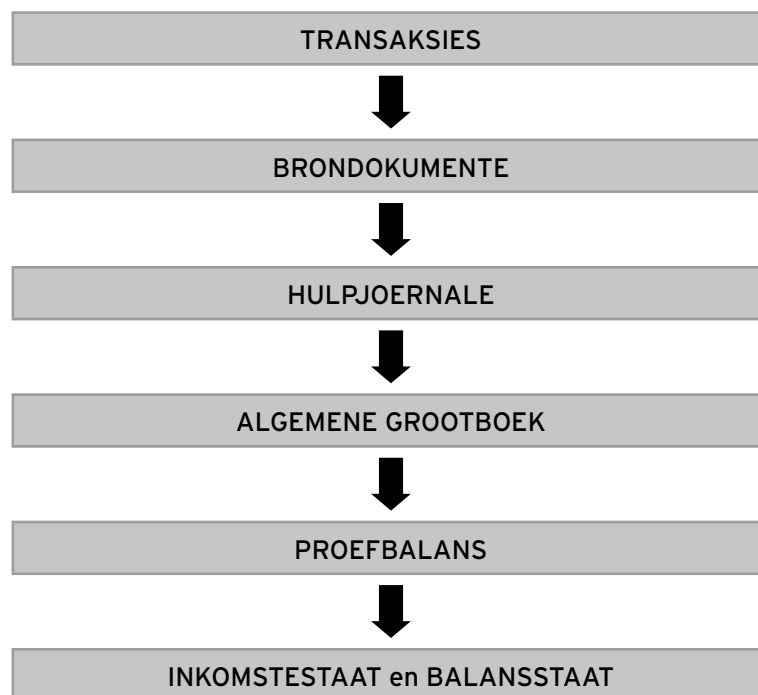 TRANSAKSIES
BRONDOKUMENTE
HULPJOERNALE
ALGEMENE GROOTBOEK
PROEFBALANS
INKOMSTESTAAT en BALANSSTAAT